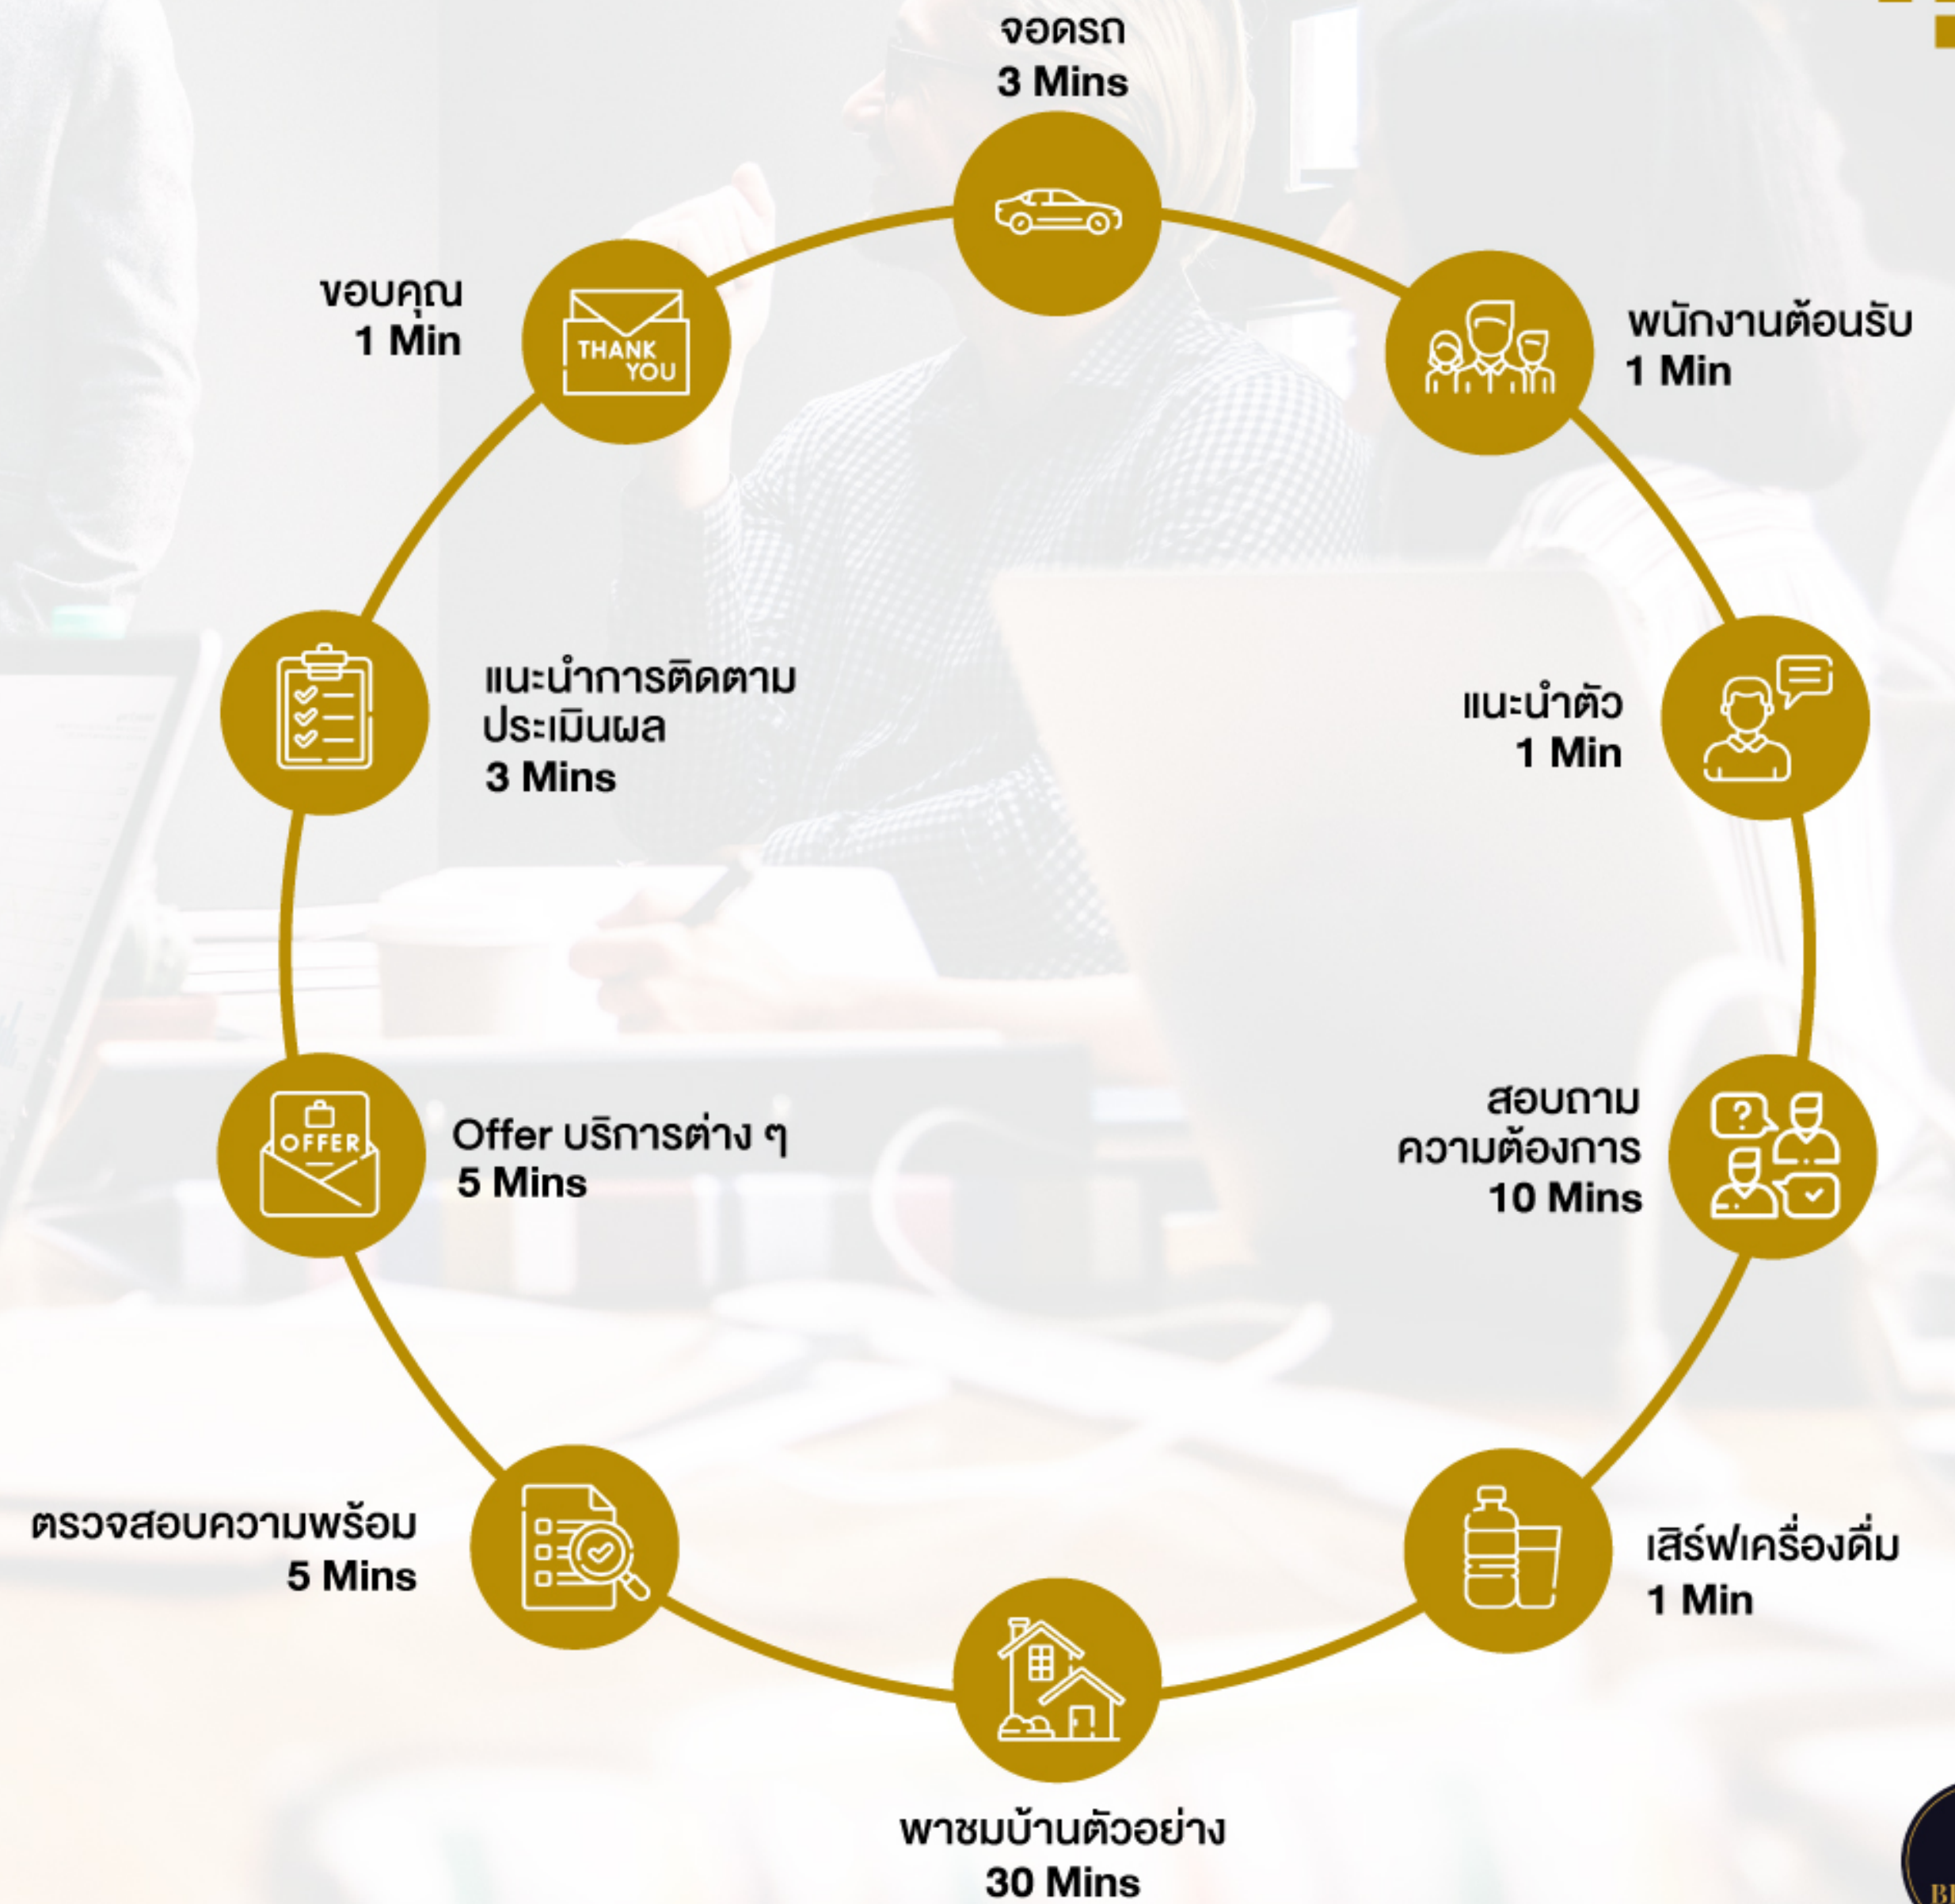 จอดรถ
3 Mins
พนักงานต้อนรับ
1 Min
แนะนำตัว
1 Min
สอบถาม
ความต้องการ
10 Mins
เสิร์ฟเครื่องดื่ม
1 Min
พาชมบ้านตัวอย่าง
30 Mins
ตรวจสอบความพร้อม
5 Mins
OFFER
Offer บริการต่าง ๆ
5 Mins
แนะนำการติดตาม
ประเมินผล
3 Mins
ขอบคุณ
1 Min
THANK
YOU